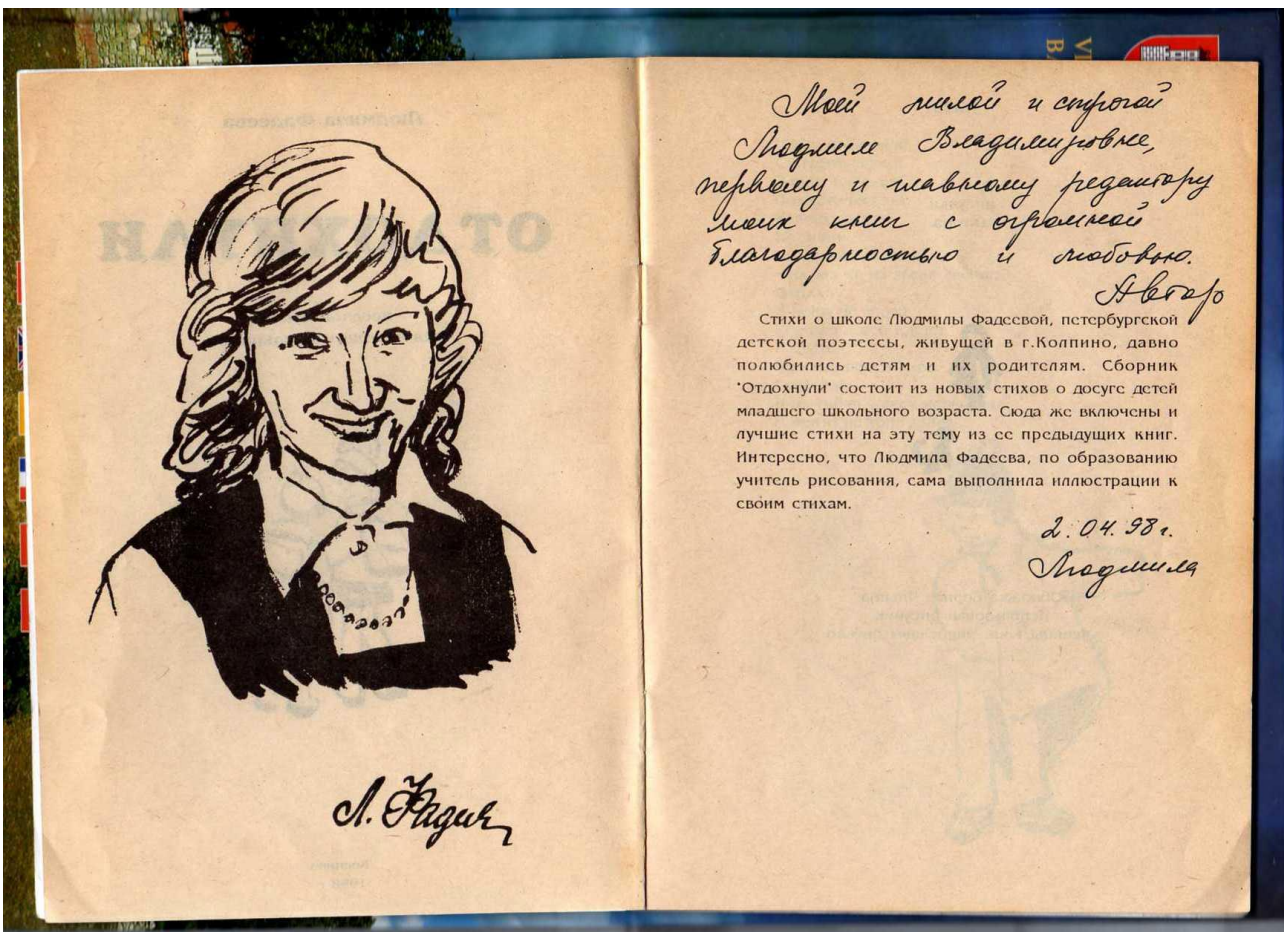 Л. Фадеев
Моей милой и строгой
Людмиле Владимировне,
первому и главному редактору
моих книг с огромной
благодарностью и любовью.
Автор
Стихи о школе Людмилы Фадеевой, петербургской
детской поэтессы, живущей в г.Колпино, давно
полюбились детям и их родителям. Сборник
"Отдохнули" состоит из новых стихов о досуге детей
младшего школьного возраста. Сюда же включены и
лучшие стихи на эту тему из ее предыдущих книг.
Интересно, что Людмила Фадеева, по образованию
учитель рисования, сама выполнила иллюстрации к
своим стихам.
2.04.98 г.
Людмила